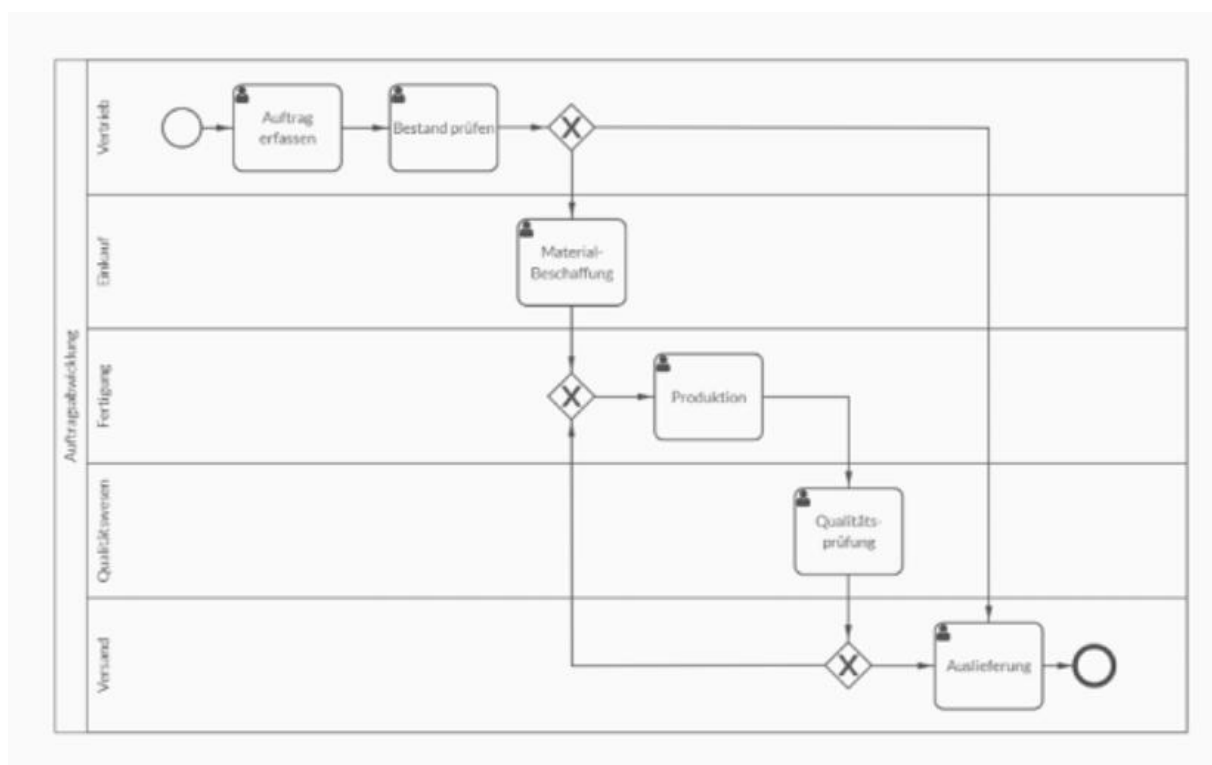 Auftragsabwicklung
Vertrieb
Auftrag
erfassen
Bestand prüfen
X
Einkauf
Material-
Beschaffung
Fertigung
X
Produktion
Qualitätswesen
Qualitäts-
prüfung
Versand
X
Auslieferung